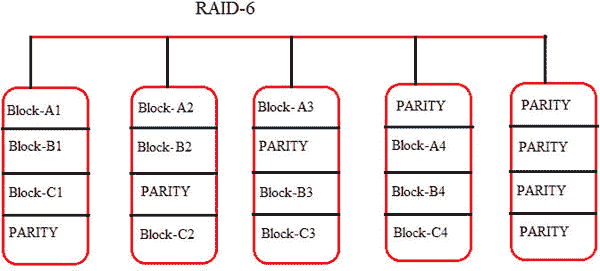 RAID-6
Block-A1
Block-A2
Block-A3
PARITY
PARITY
Block-B1
Block-B2
PARITY
Block-A4
PARITY
Block-C1
PARITY
Block-B3
Block-B4
PARITY
PARITY
Block-C2
Block-C3
Block-C4
PARITY